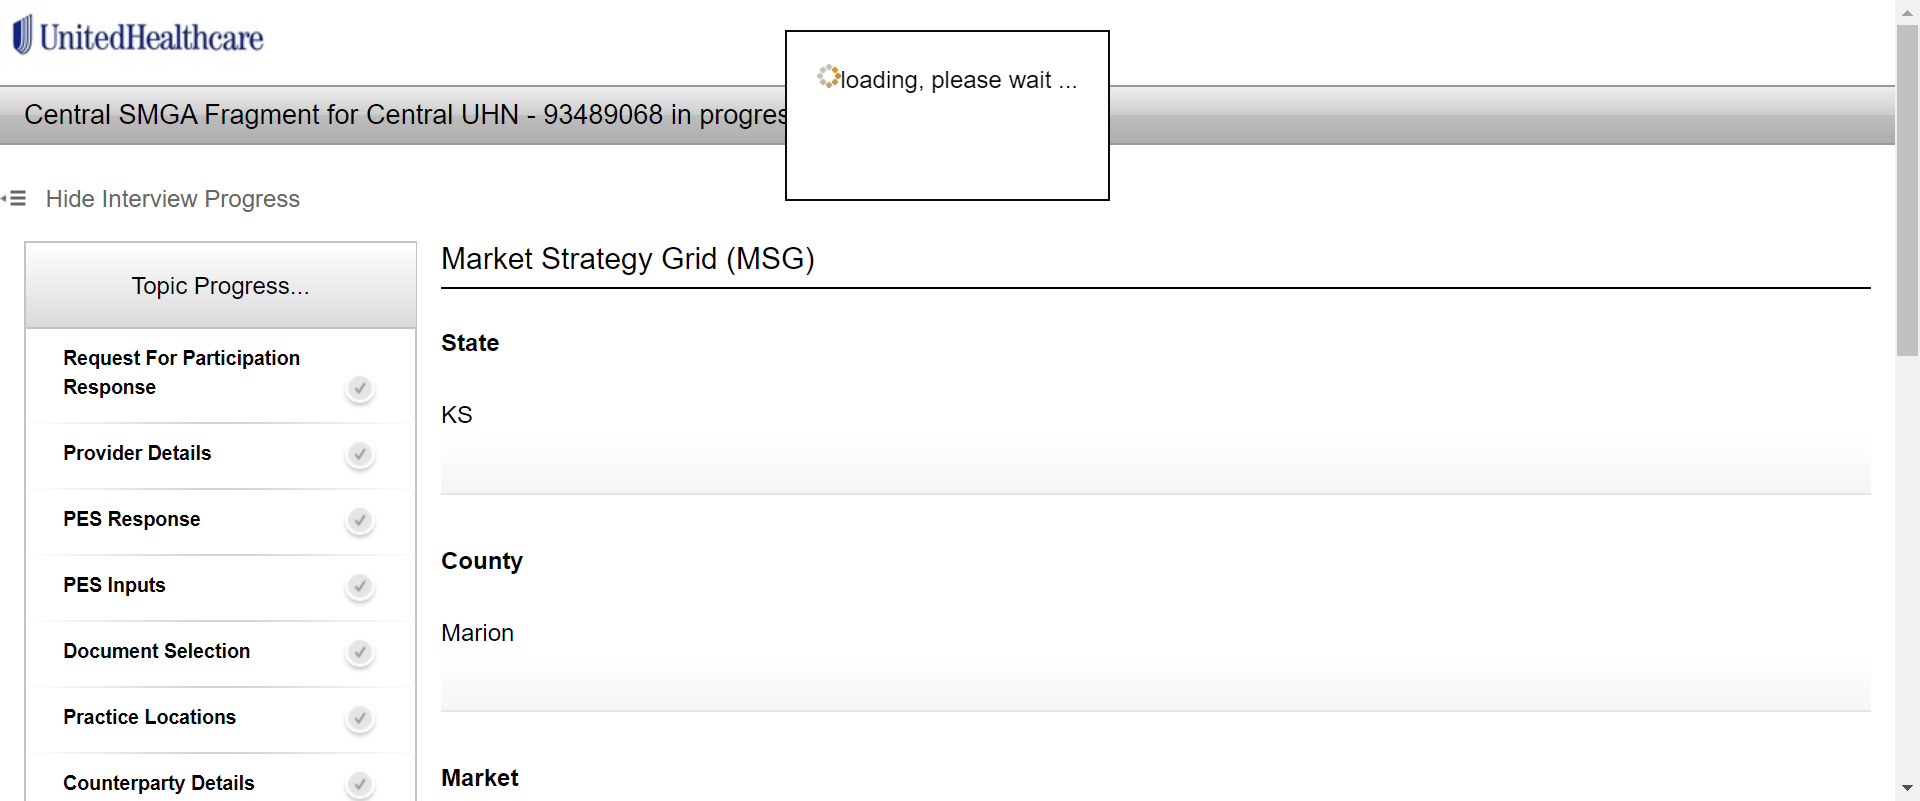 UnitedHealthcare
loading, please wait ...
Central SMGA Fragment for Central UHN - 93489068 in progres
Hide Interview Progress
Topic Progress...
Request For Participation
Response
Provider Details
PES Response
PES Inputs
Document Selection
Practice Locations
Counterparty Details
Market Strategy Grid (MSG)
State
KS
County
Marion
Market